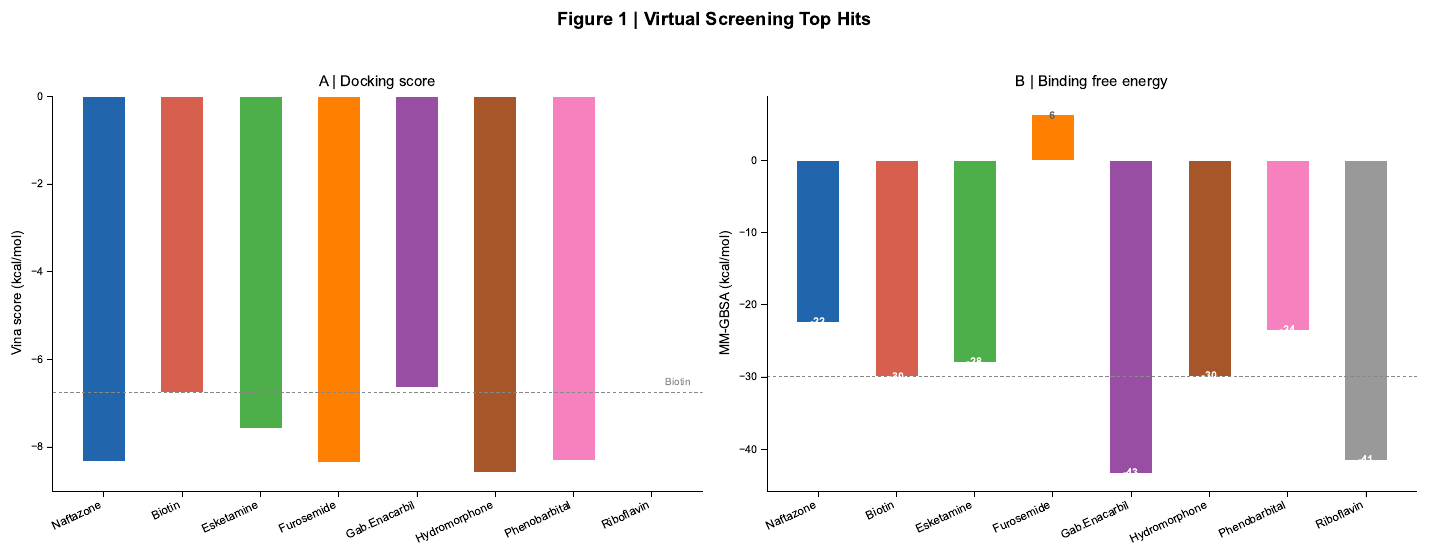 Figure 1 | Virtual Screening Top Hits
A | Docking score
Vina score (kcal/mol)
0
−2
−4
−6
−8
Biotin
Naftazone
Biotin
Esketamine
Furosemide
Gab.Enacarbil
Hydromorphone
Phenobarbital
Riboflavin
B | Binding free energy
MM-GBSA (kcal/mol)
0
−10
−20
−30
−40
-22
-30
-28
6
-43
-30
-24
-41
Naftazone
Biotin
Esketamine
Furosemide
Gab.Enacarbil
Hydromorphone
Phenobarbital
Riboflavin